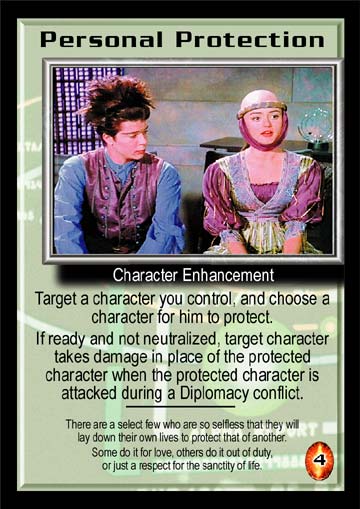 Personal Protection
Character Enhancement
Target a character you control, and choose a
character for him to protect.
If ready and not neutralized, target character
takes damage in place of the protected
character when the protected character is
attacked during a Diplomacy conflict.
There are a select few who are so selfless that they will
lay down their own lives to protect that of another.
Some do it for love, others do it out of duty,
or just a respect for the sanctity of life.
4